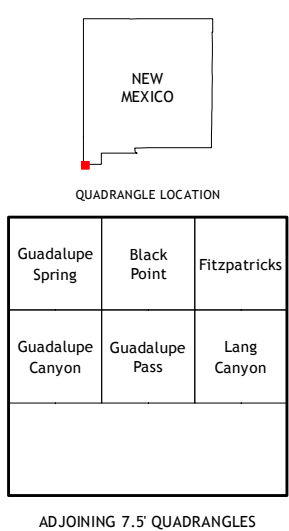 NEW
MEXICO
QUADRANGLE LOCATION
Guadalupe
Spring
Black
Point
Fitzpatricks
Guadalupe
Canyon
Guadalupe
Pass
Lang
Canyon
ADJOINING 7.5' QUADRANGLES